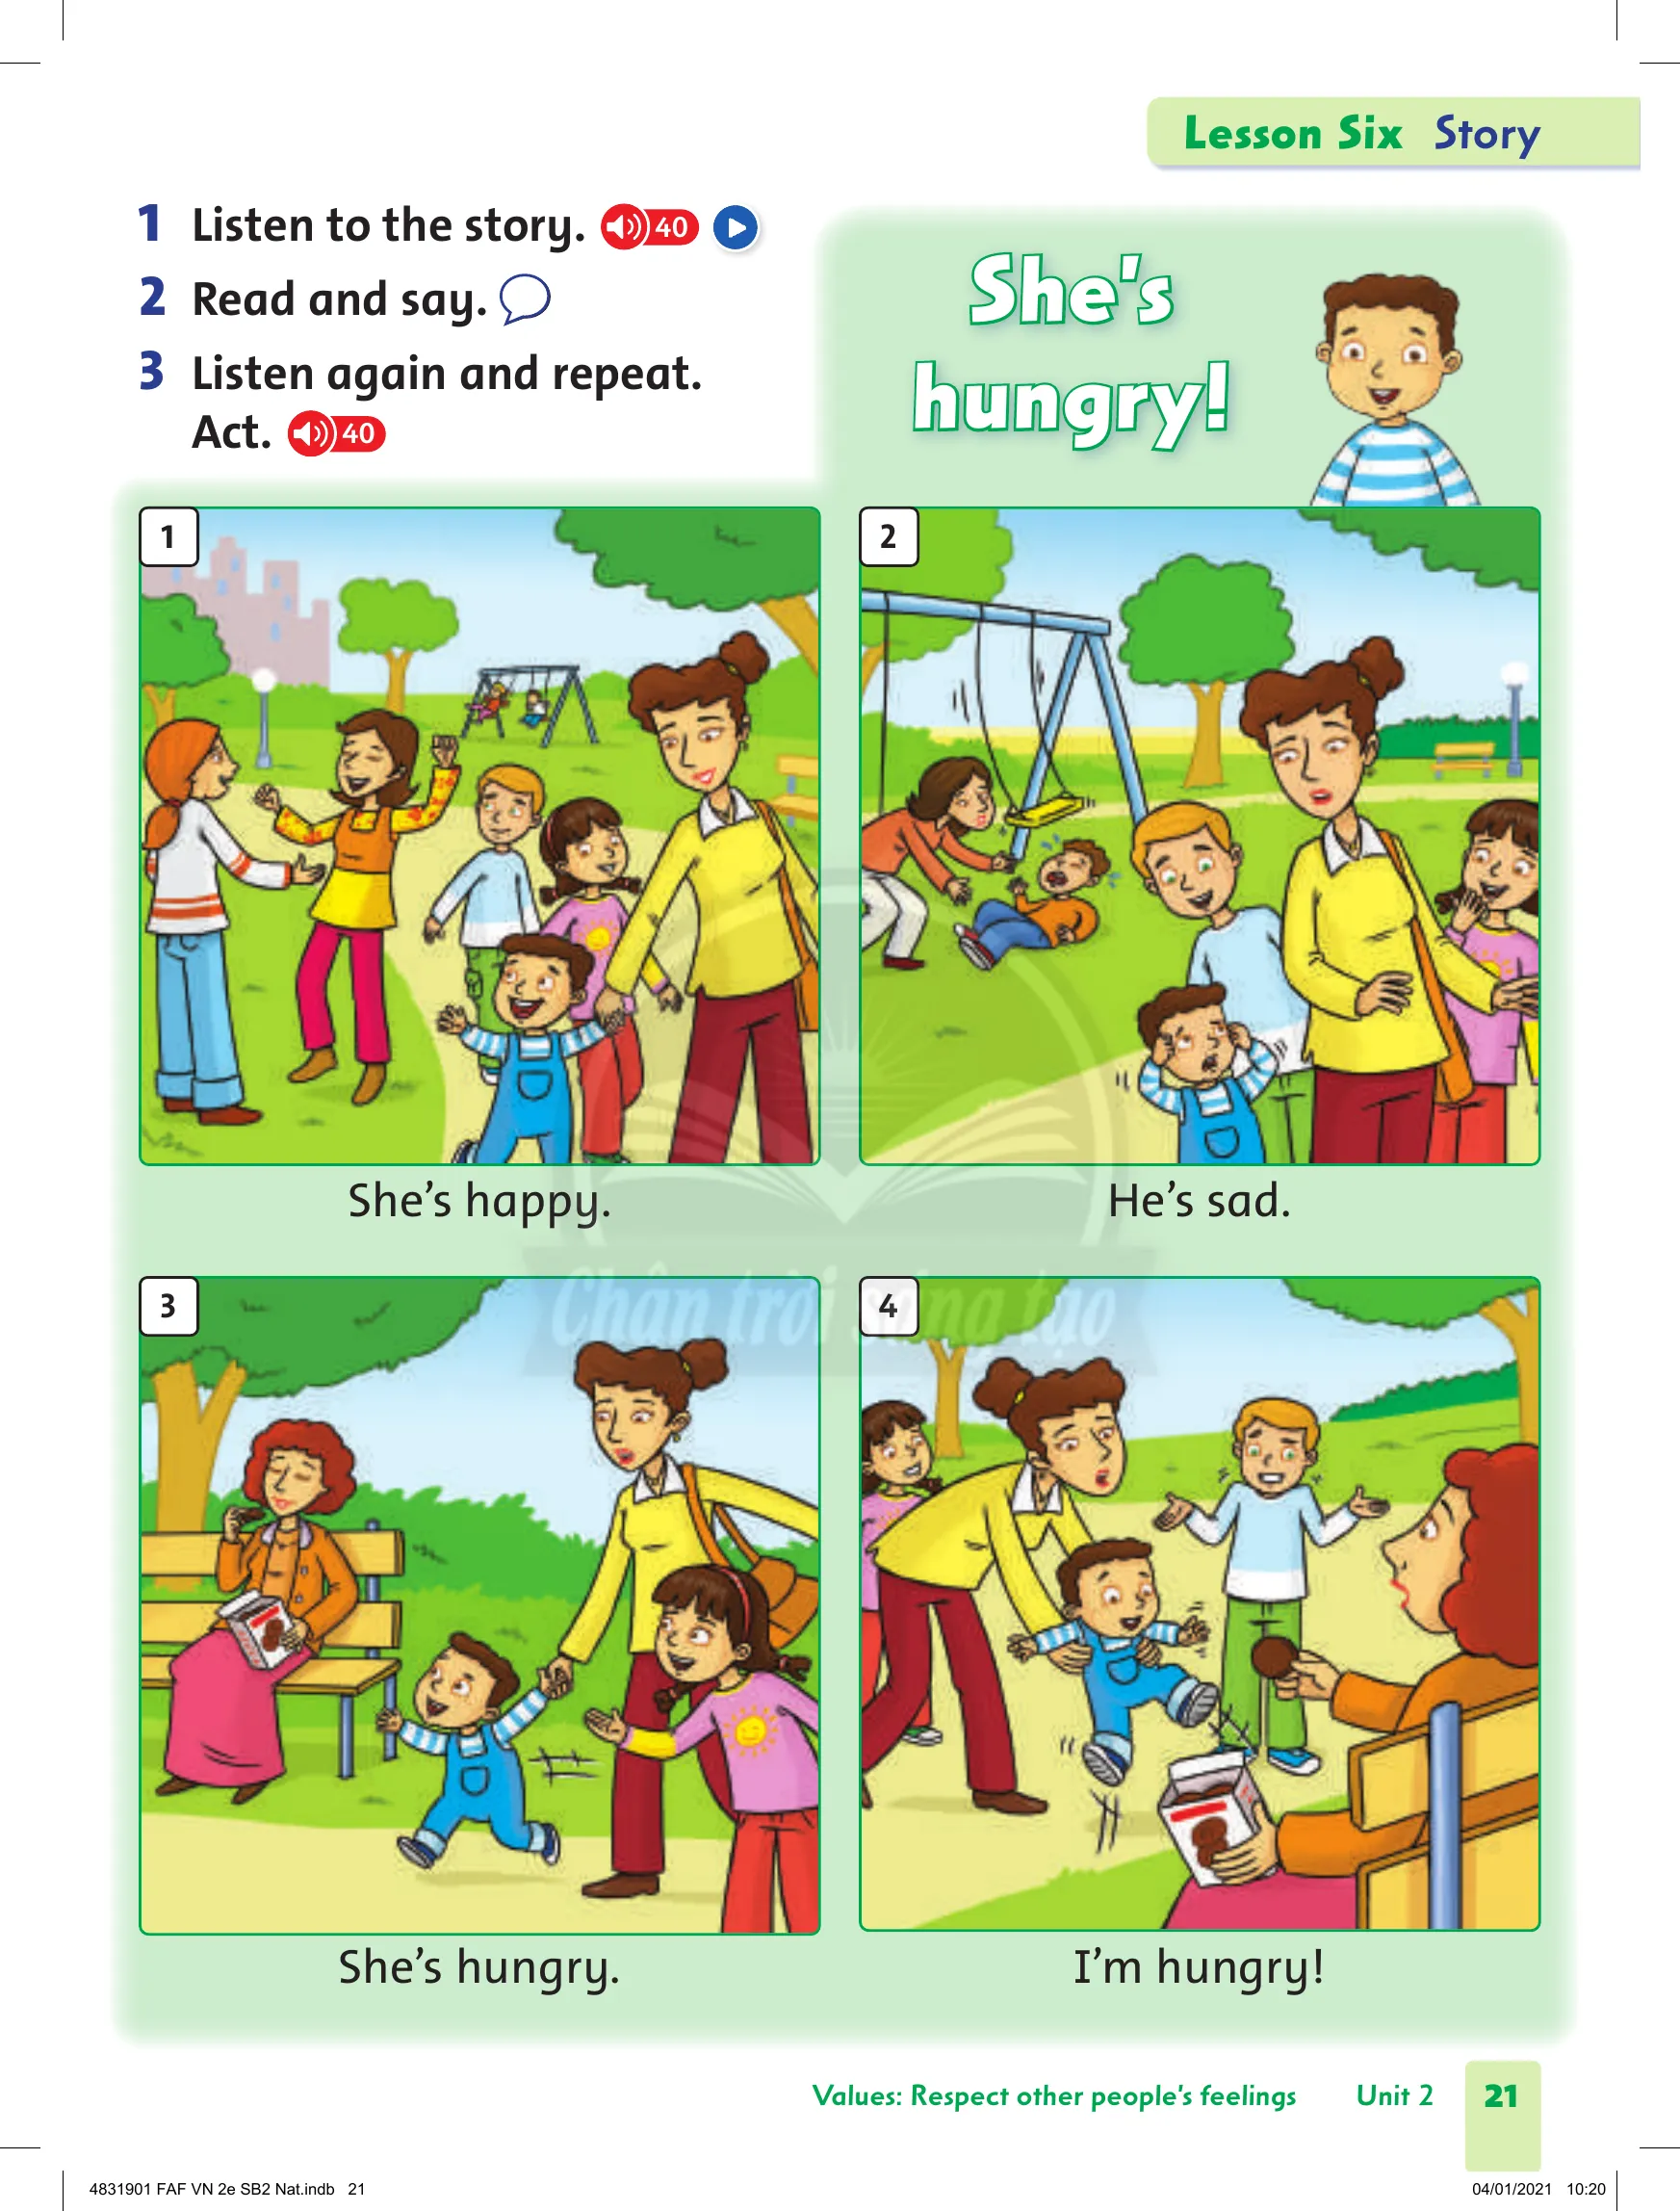 Lesson Six Story
1 Listen to the story. 40
2 Read and say.
3 Listen again and repeat.
Act. 40
She's
hungry!
1
2
She's happy.
He's sad.
Chân trời sáng tạo
3
4
She's hungry.
I'm hungry!
Values: Respect other people's feelings Unit 2 21
4831901 FAF VN 2e SB2 Nat.indb 21 04/01/2021 10:20